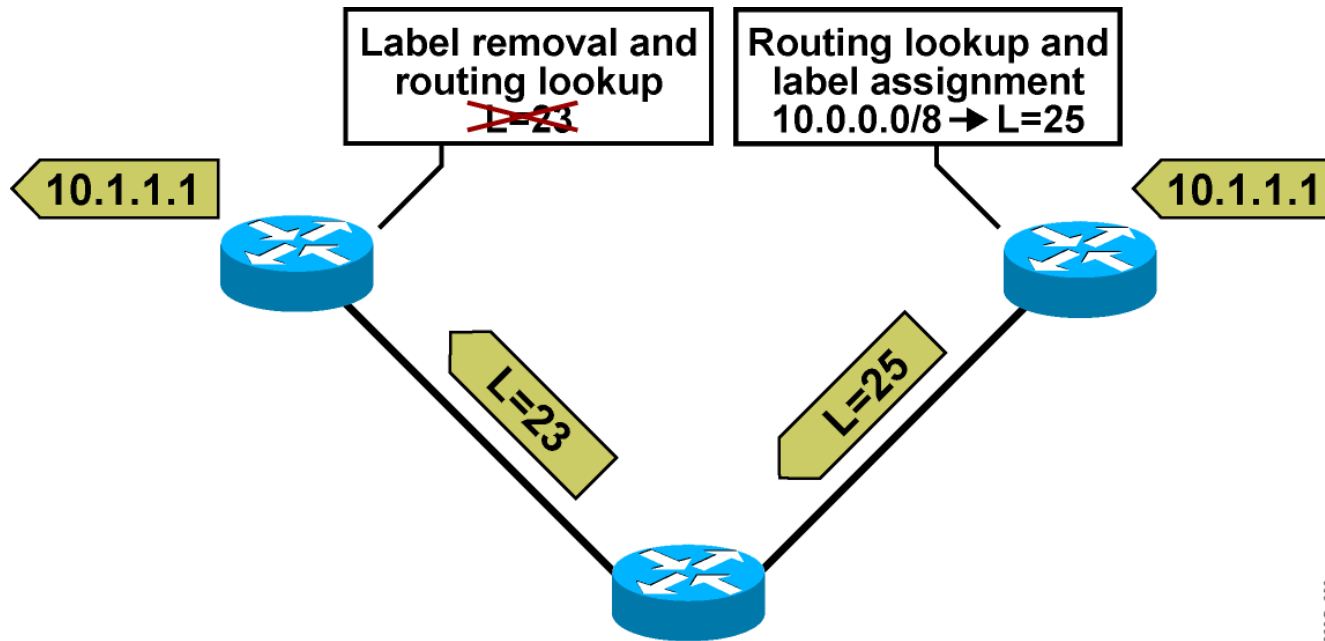 Label removal and
routing lookup
L=23
Routing lookup and
label assignment
10.0.0.0/8 → L=25
10.1.1.1
10.1.1.1
L=23
L=25